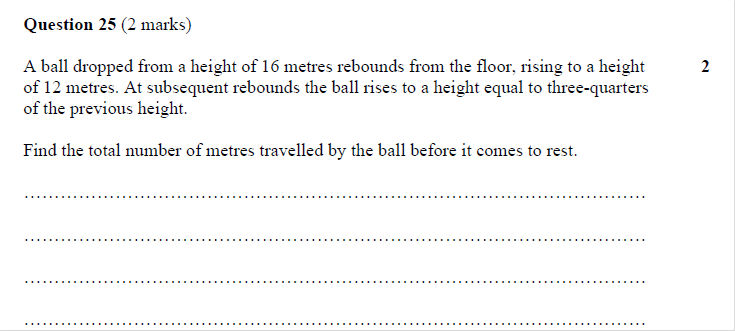 Question 25 (2 marks)
A ball dropped from a height of 16 metres rebounds from the floor, rising to a height 2
of 12 metres. At subsequent rebounds the ball rises to a height equal to three-quarters
of the previous height.
Find the total number of metres travelled by the ball before it comes to rest.